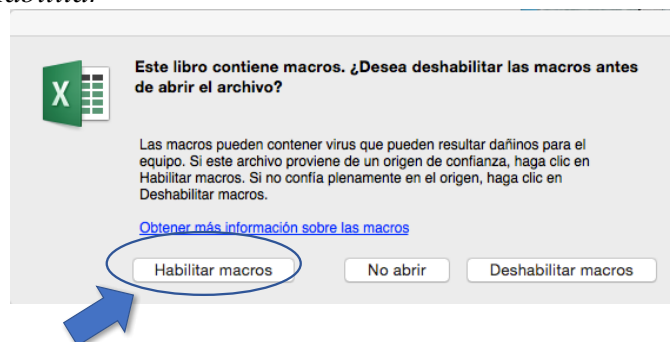 Este libro contiene macros. ¿Desea deshabilitar las macros antes
de abrir el archivo?
Las macros pueden contener virus que pueden resultar dañinos para el
equipo. Si este archivo proviene de un origen de confianza, haga clic en
Habilitar macros. Si no confía plenamente en el origen, haga clic en
Deshabilitar macros.
Obtener más información sobre las macros
Habilitar macros No abrir Deshabilitar macros